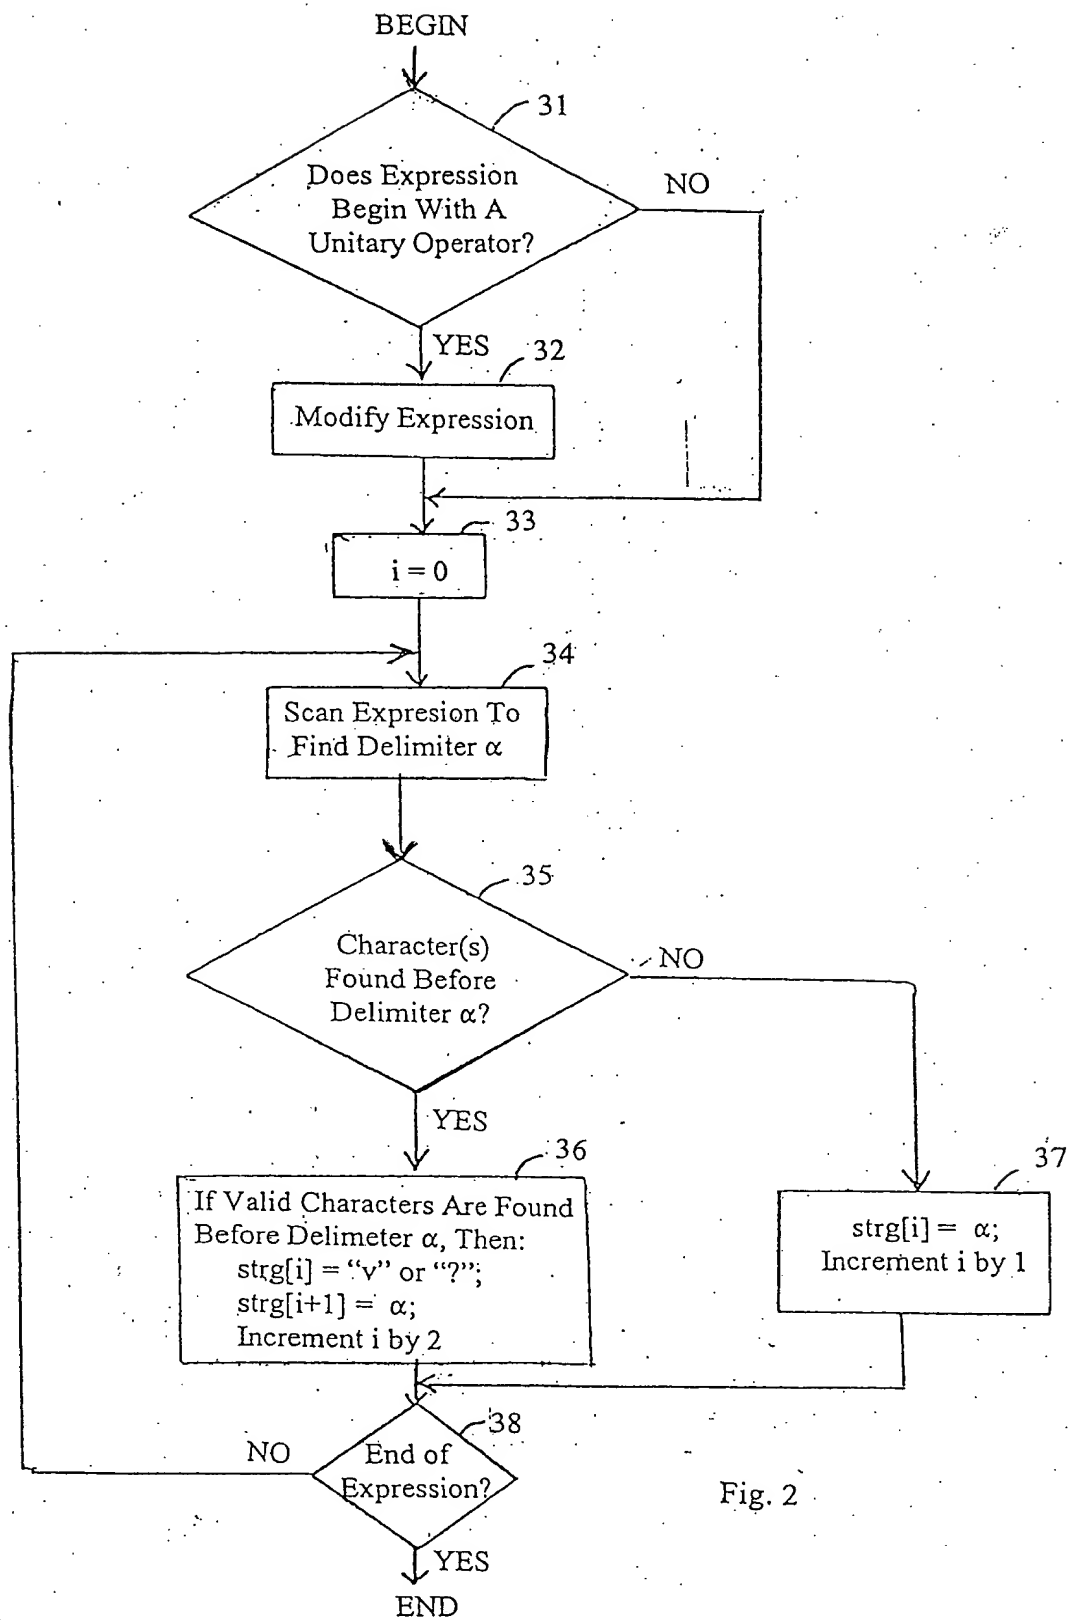 BEGIN
31
Does Expression
Begin With A
Unitary Operator?
NO
YES
32
Modify Expression
33
i = 0
34
Scan Expresion To
Find Delimiter α
35
Character(s)
Found Before
Delimiter α?
NO
YES
36
If Valid Characters Are Found
Before Delimeter α, Then:
strg[i] = “v” or “?”;
strg[i+1] = α;
Increment i by 2
37
strg[i] = α;
Increment i by 1
38
End of
Expression?
NO
YES
END
Fig. 2